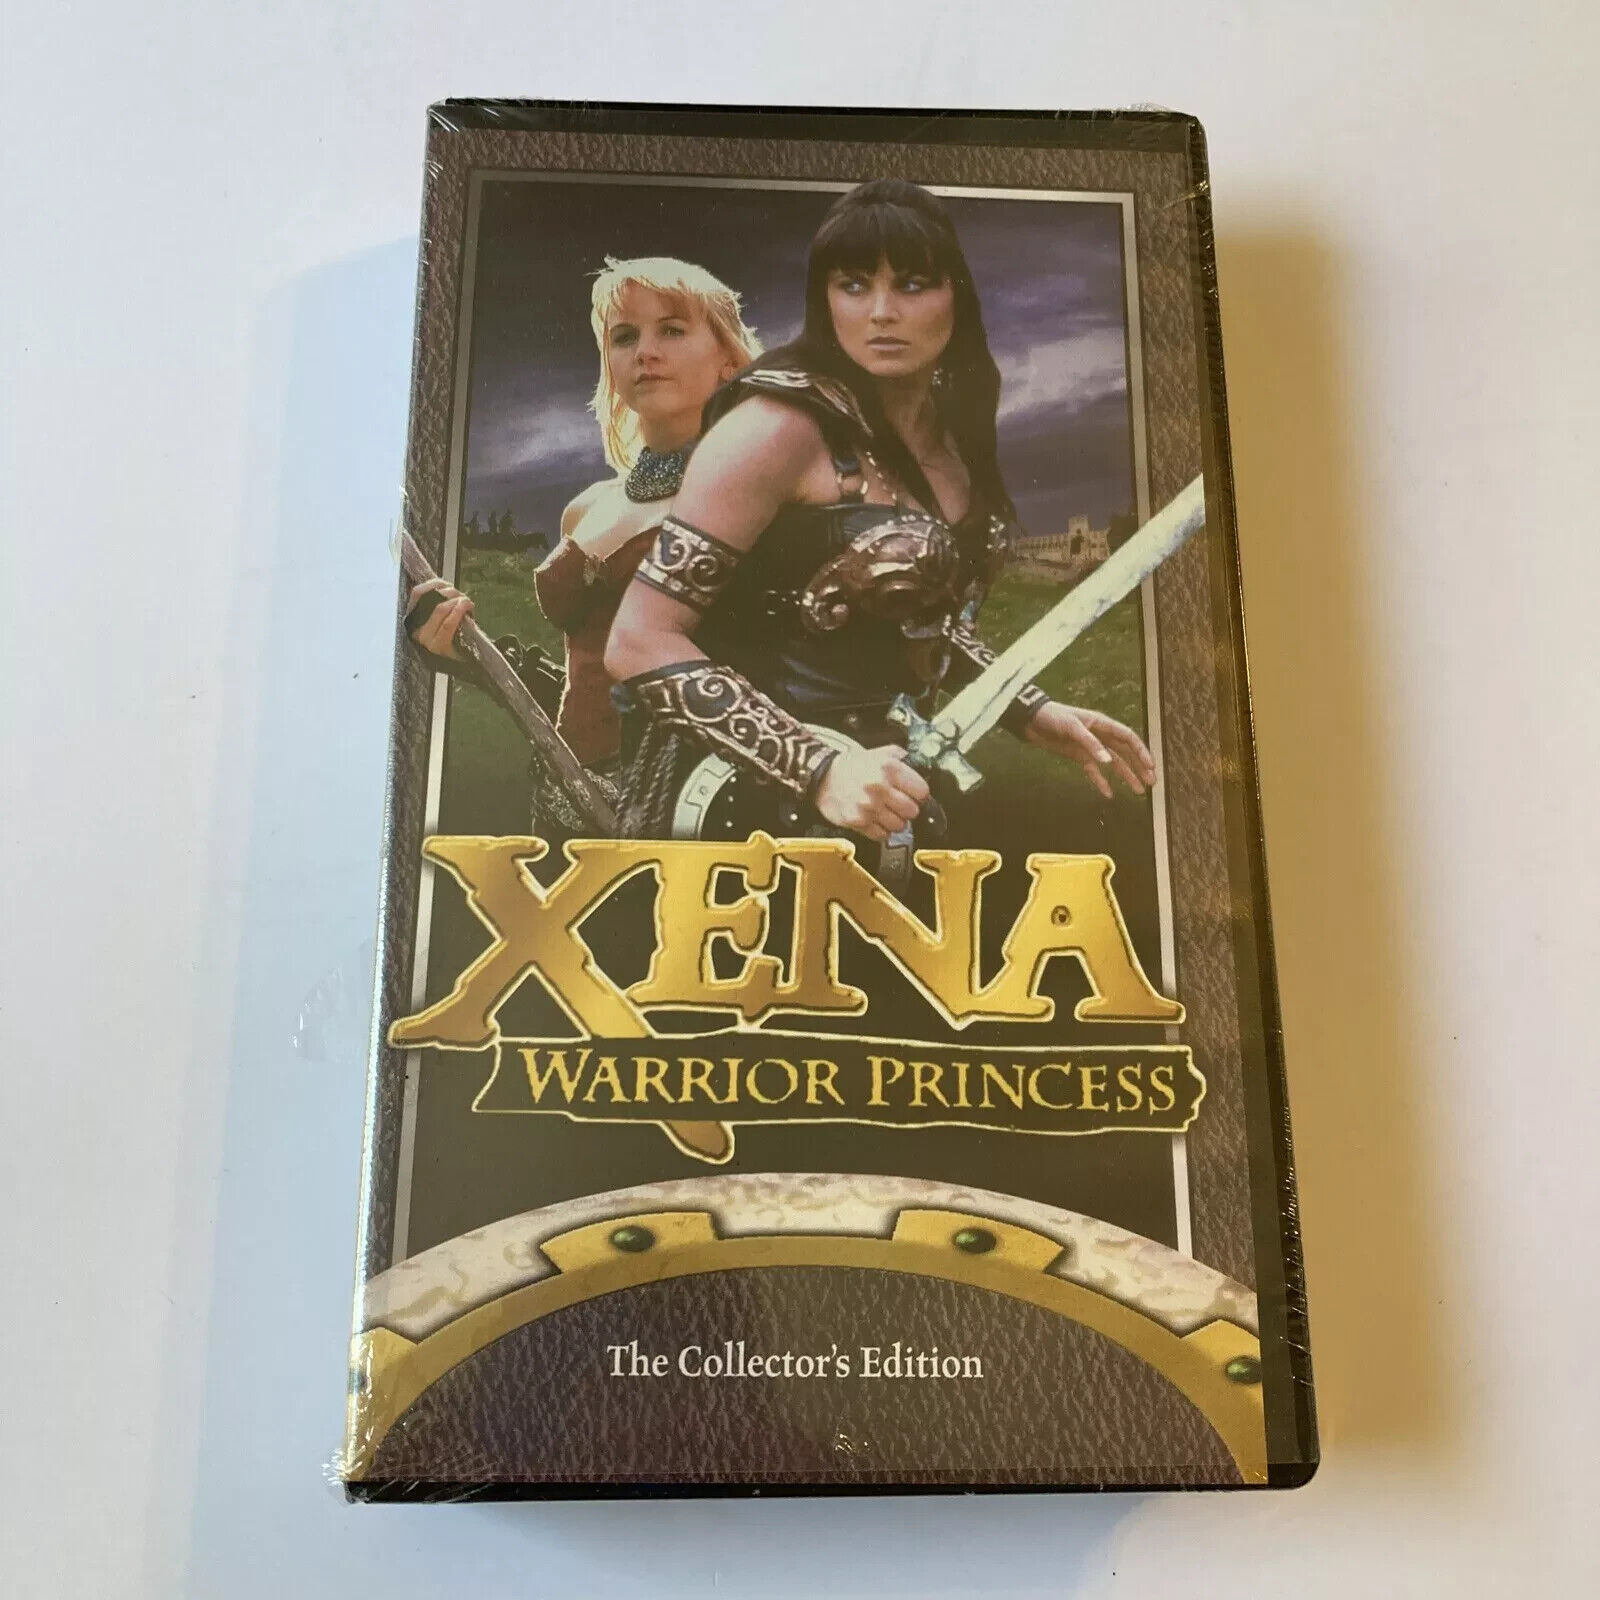 XENA
WARRIOR PRINCESS
The Collector's Edition